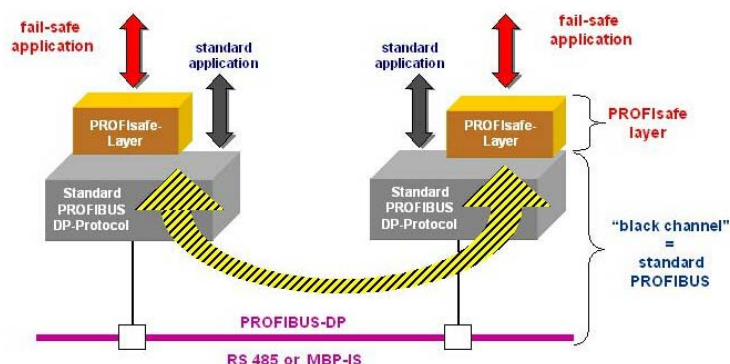 fail-safe
application
standard
application
standard
application
fail-safe
application
PROFIsafe-
Layer
PROFIsafe-
Layer
PROFIsafe
layer
Standard
PROFIBUS
DP-Protocol
Standard
PROFIBUS
DP-Protocol
“black channel”
=
standard
PROFIBUS
PROFIBUS-DP
RS 485 or MBP-IS